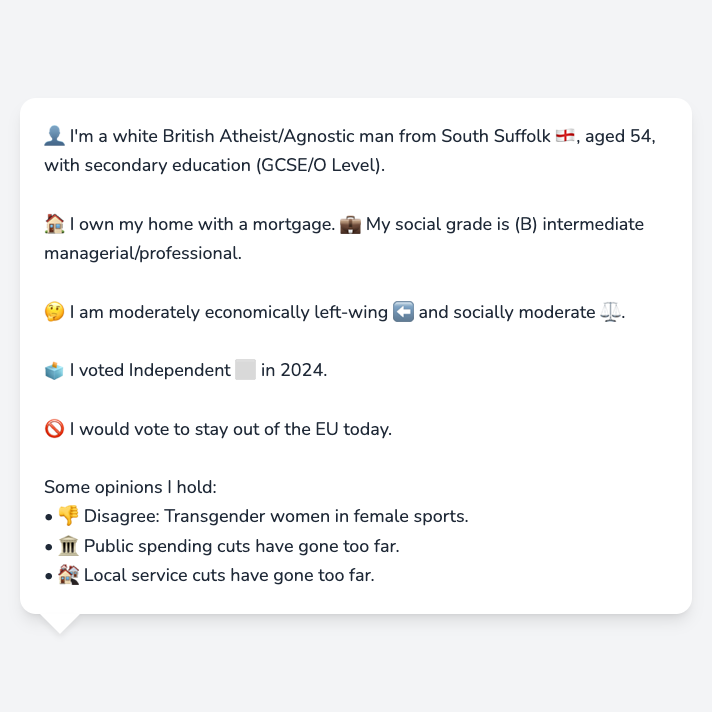 👤 I'm a white British Atheist/Agnostic man from South Suffolk 🏴󠁧󠁢󠁥󠁮󠁧󠁿, aged 54,
with secondary education (GCSE/O Level).
🏠 I own my home with a mortgage. 💼 My social grade is (B) intermediate
managerial/professional.
🤔 I am moderately economically left-wing ⬅️ and socially moderate ⚖️.
🗳️ I voted Independent ⬜ in 2024.
🚫 I would vote to stay out of the EU today.
Some opinions I hold:
• 👎 Disagree: Transgender women in female sports.
• 🏛️ Public spending cuts have gone too far.
• 🏘️ Local service cuts have gone too far.